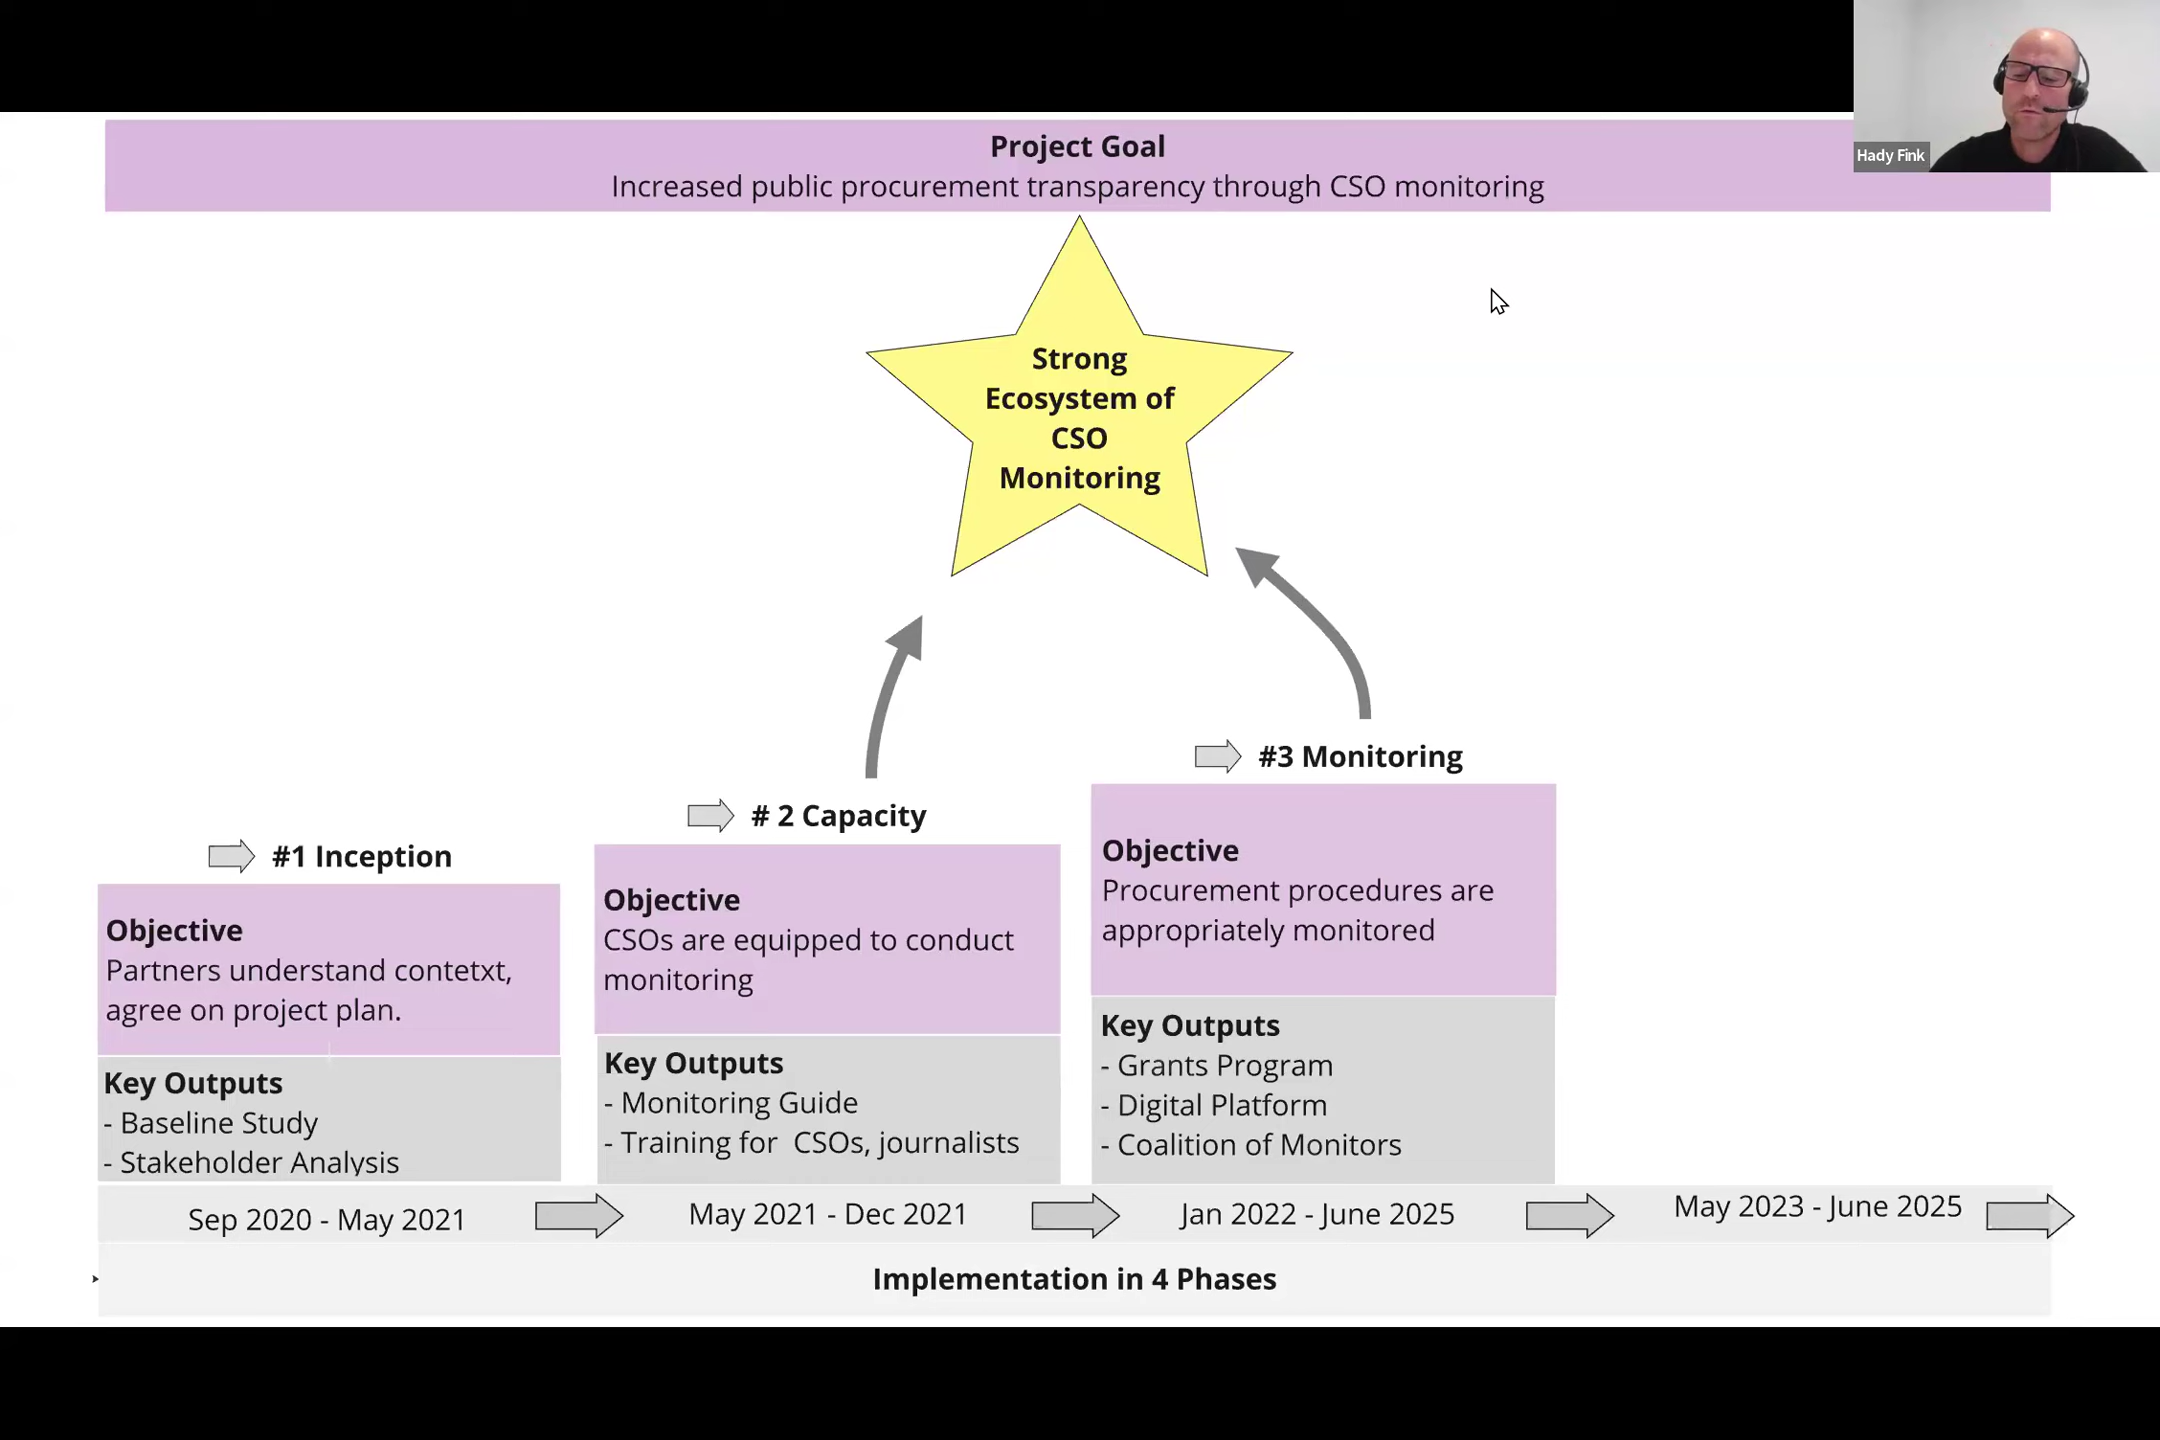 Hady Fink
Project Goal
Increased public procurement transparency through CSO monitoring
Strong
Ecosystem of
CSO
Monitoring
#1 Inception
Objective
Partners understand contetxt,
agree on project plan.
Key Outputs
- Baseline Study
- Stakeholder Analysis
# 2 Capacity
Objective
CSOs are equipped to conduct
monitoring
Key Outputs
- Monitoring Guide
- Training for  CSOs, journalists
#3 Monitoring
Objective
Procurement procedures are
appropriately monitored
Key Outputs
- Grants Program
- Digital Platform
- Coalition of Monitors
Sep 2020 - May 2021
May 2021 - Dec 2021
Jan 2022 - June 2025
May 2023 - June 2025
Implementation in 4 Phases